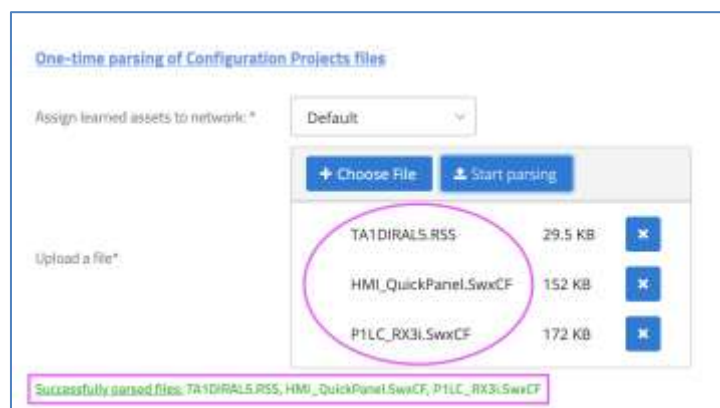 One-time parsing of Configuration Projects files
Assign learned assets to network: *
Default
+ Choose File
Start parsing
Upload a file*
TA1DIRAL5.RSS 29.5 KB
HMI_QuickPanel.SwxCF 152 KB
P1LC_RX3i.SwxCF 172 KB
Successfully parsed files: TA1DIRAL5.RSS, HMI_QuickPanel.SwxCF, P1LC_RX3i.SwxCF